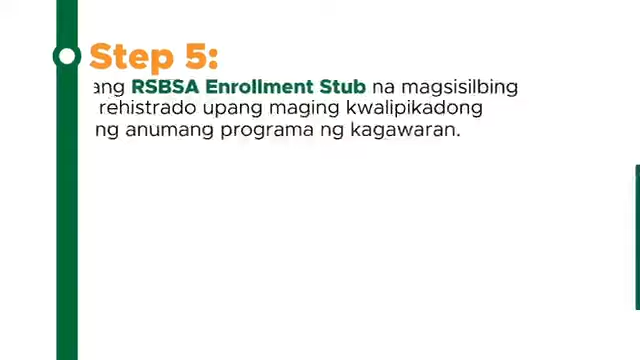 Step 5:
ang RSBSA Enrollment Stub na magsisilbing
rehistrado upang maging kwalipikadong
ng anumang programa ng kagawaran.